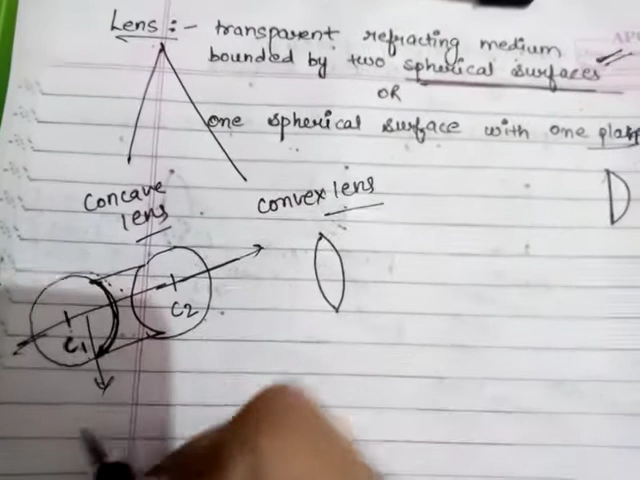 Lens :- transparent refracting medium
bounded by two spherical surfaces
OR
one spherical surface with one
Concave
lens
convex lens
C1
C2